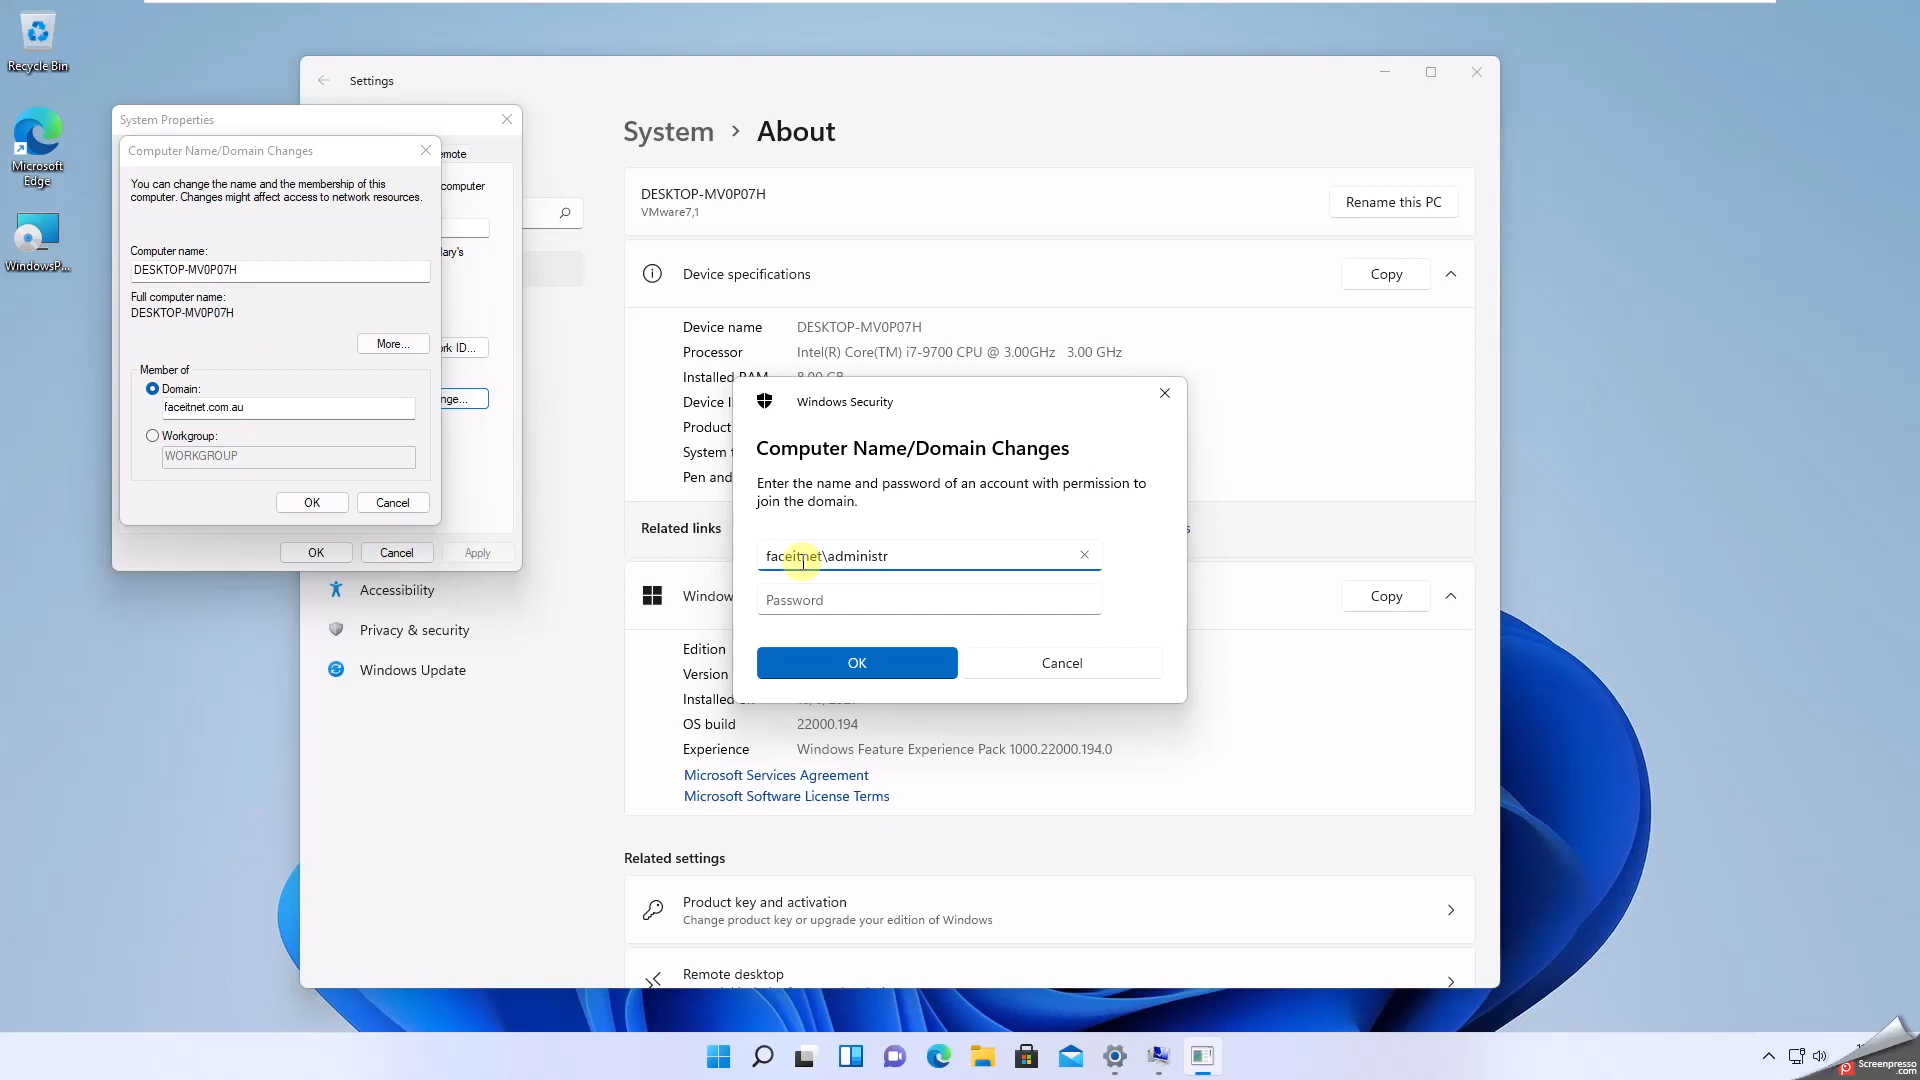 Recycle Bin
Microsoft
Edge
WindowsP...
Settings
System Properties
Computer Name/Domain Changes
emote
You can change the name and the membership of this
computer. Changes might affect access to network resources.
computer
Computer name:
DESKTOP-MV0P07H
Full computer name:
DESKTOP-MV0P07H
More...
Member of
Domain:
faceitnet.com.au
Workgroup:
WORKGROUP
OK
Cancel
OK
Cancel
Apply
Accessibility
Privacy & security
Windows Update
System
About
DESKTOP-MV0P07H
VMware7,1
Rename this PC
Device specifications
Copy
Device name
DESKTOP-MV0P07H
Processor
Intel(R) Core(TM) i7-9700 CPU @ 3.00GHz 3.00 GHz
Installed RAM
8.00 GB
Product
Pen and
Related links
Windows Security
Computer Name/Domain Changes
Enter the name and password of an account with permission to
join the domain.
faceitnet\administr
Password
OK
Cancel
Window
Copy
Edition
Version
OS build
22000.194
Experience
Windows Feature Experience Pack 1000.22000.194.0
Microsoft Services Agreement
Microsoft Software License Terms
Related settings
Product key and activation
Change product key or upgrade your edition of Windows
Remote desktop
Screenpresso
.com